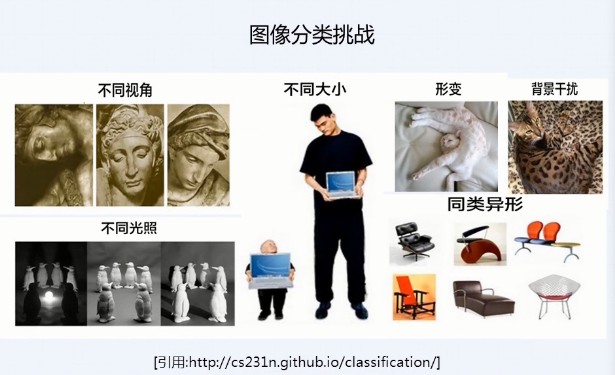 图像分类挑战
不同视角
不同大小
形变
背景干扰
同类异形
不同光照
[引用:http://cs231n.github.io/classification/]